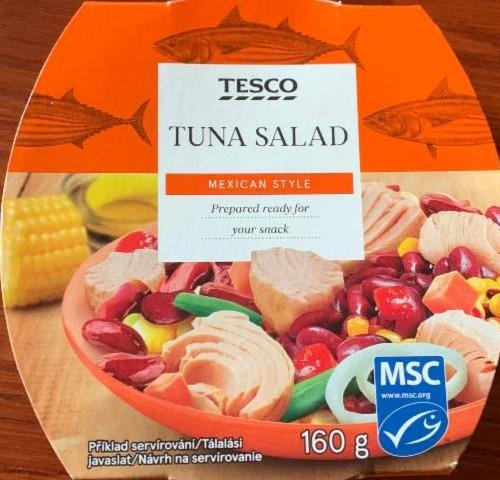 TESCO
TUNA SALAD
MEXICAN STYLE
Prepared ready for
your snack
MSC
www.msc.org
160 g
Příklad servírování/Tálalási
javaslat/Návrh na servírovanie